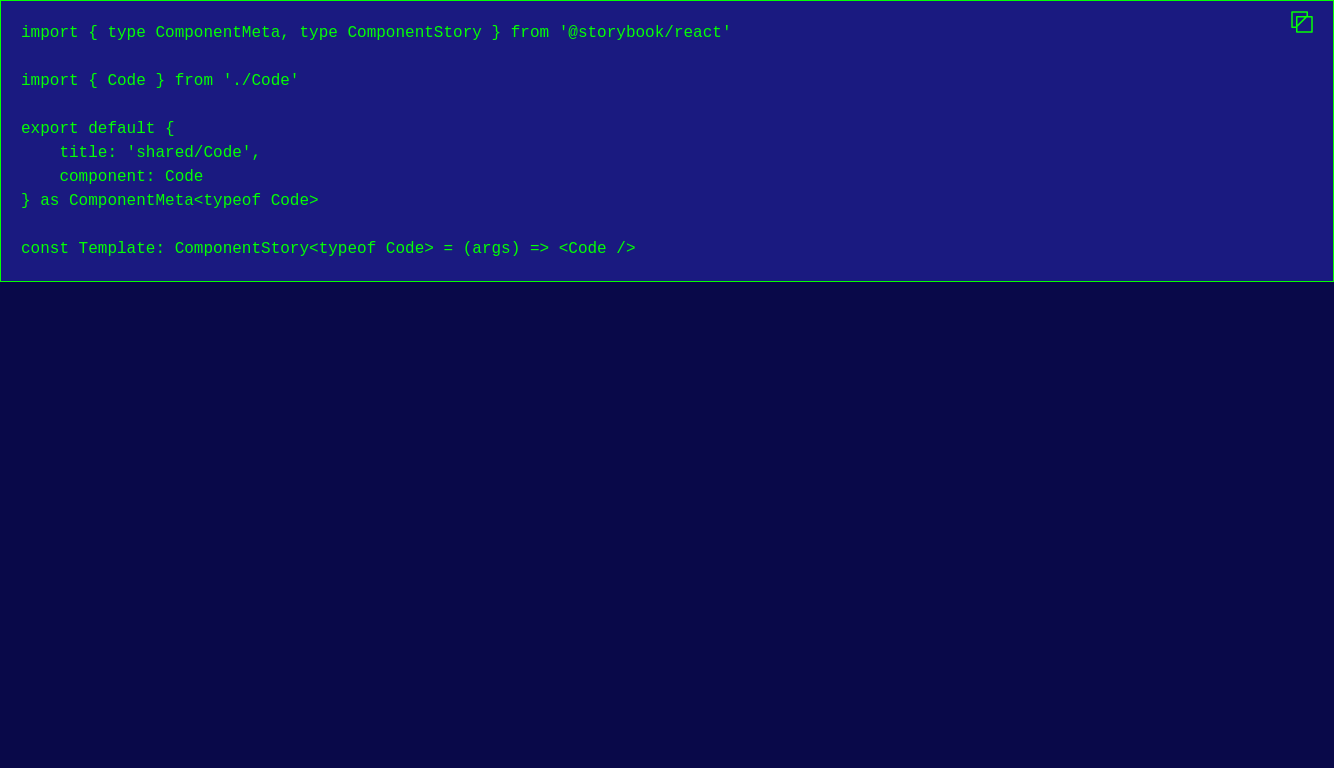 import { type ComponentMeta, type ComponentStory } from '@storybook/react'

import { Code } from './Code'

export default {
    title: 'shared/Code',
    component: Code
} as ComponentMeta<typeof Code>

const Template: ComponentStory<typeof Code> = (args) => <Code />